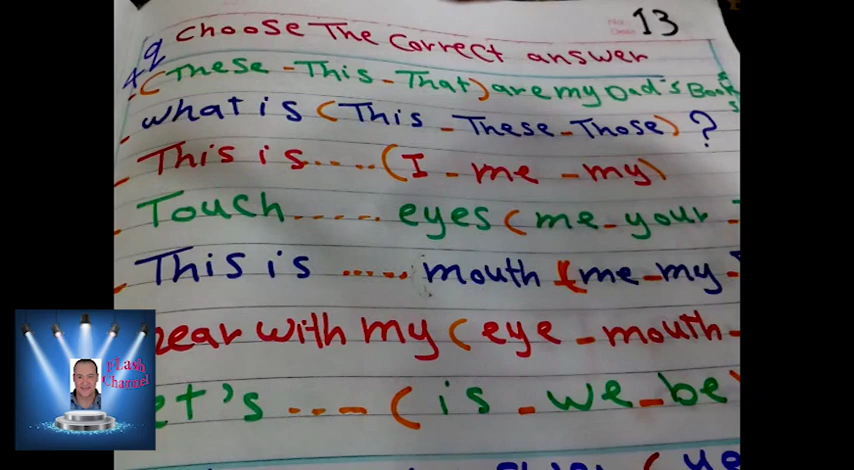 13
Choose The Correct answer
(These - This - That) are my Dad's Books
what is (This - These - Those) ?
This is .... (I - me - my)
Touch ...... eyes (me - your -
This is ..... mouth (me - my -
hear with my (eye - mouth -
et's ---- (is - we - be
Flash
Channel